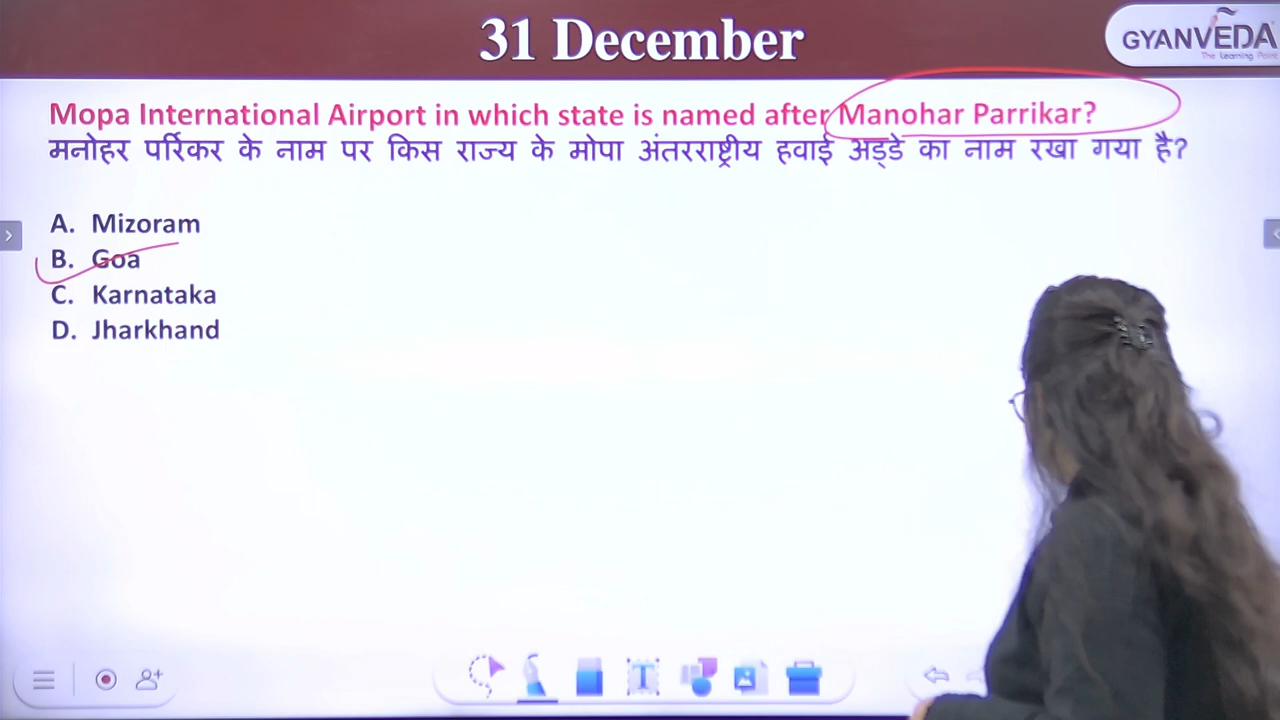 31 December
GYANVEDA
The Learning Point
Mopa International Airport in which state is named after Manohar Parrikar?
मनोहर पर्रिकर के नाम पर किस राज्य के मोपा अंतरराष्ट्रीय हवाई अड्डे का नाम रखा गया है?
A. Mizoram
B. Goa
C. Karnataka
D. Jharkhand
T